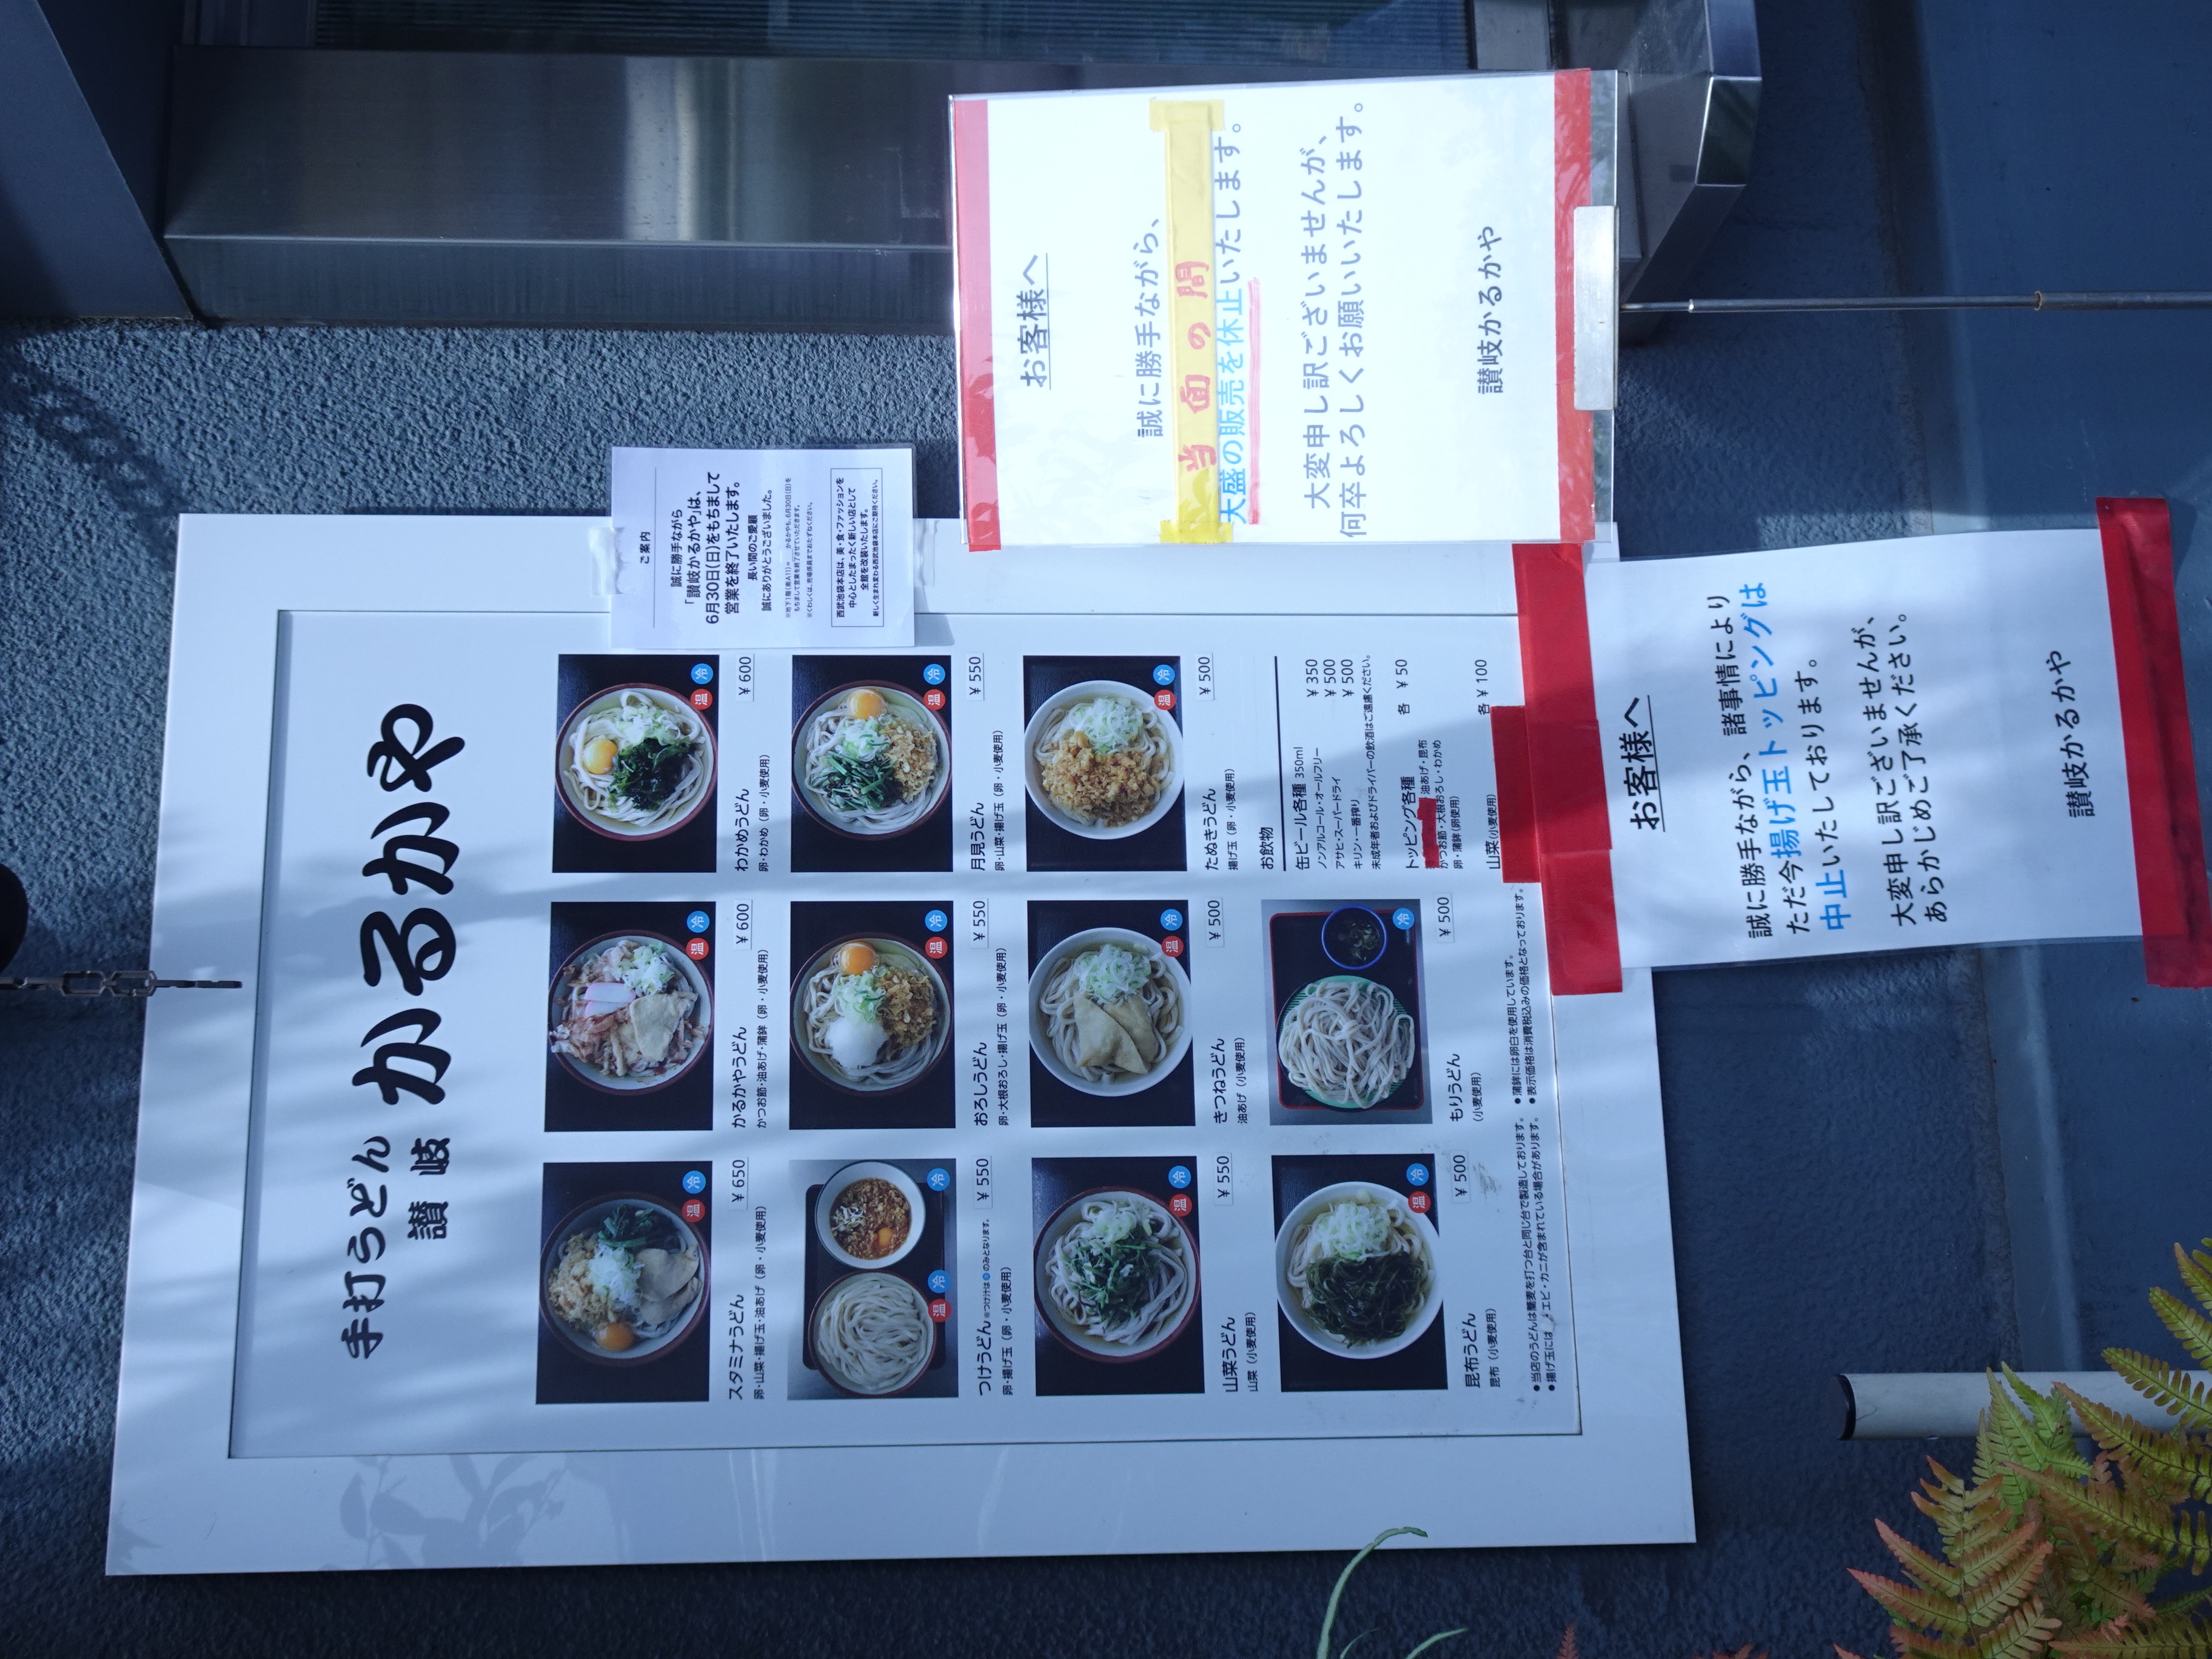 手打うどん
讃岐
かるかや
温 冷
スタミナうどん ¥650
卵・山菜・揚げ玉・油あげ（卵・小麦使用）
温 冷
かるかやうどん ¥600
かつお節・油あげ・蒲鉾（卵・小麦使用）
温 冷
わかめうどん ¥600
卵・わかめ（卵・小麦使用）
温 冷 冷
つけうどん ※つけ汁は冷のみとなります。 ¥550
卵・揚げ玉（卵・小麦使用）
温 冷
おろしうどん ¥550
卵・大根おろし・揚げ玉（卵・小麦使用）
温 冷
月見うどん ¥550
卵・山菜・揚げ玉（卵・小麦使用）
温 冷
山菜うどん ¥550
山菜（小麦使用）
温 冷
きつねうどん ¥500
油あげ（小麦使用）
温 冷
たぬきうどん ¥500
揚げ玉（卵・小麦使用）
温 冷
昆布うどん ¥500
昆布（小麦使用）
冷
もりうどん ¥500
（小麦使用）
お飲物
缶ビール各種 350ml
ノンアルコール・オールフリー ¥350
アサヒ・スーパードライ ¥500
キリン・一番搾り ¥500
未成年者およびドライバーの飲酒はご遠慮ください。
トッピング各種 各 ¥50
油あげ・昆布
かつお節・大根おろし・わかめ
卵・蒲鉾（卵使用）
山菜（小麦使用） 各 ¥100
●当店のうどんは蕎麦を打つ台と同じ台で製造しております。
●揚げ玉には エビ・カニが含まれている場合があります。
●蒲鉾には卵白を使用しています。
●表示価格は消費税込みの価格となっております。
ご案内
誠に勝手ながら
「讃岐かるかや」は、
6月30日(日)をもちまして
営業を終了いたします。
長い間のご愛顧
誠にありがとうございました。
※地下1階(南A11)= かるかやも、6月30日(日)を
もちまして営業を終了させていただきます。
※くわしくは、売場係員までおたずねください。
西武池袋本店は、美・食・ファッションを
中心としたまったく新しい店として
全館を改装いたします。
新しく生まれ変わる西武池袋本店にご期待ください。
お客様へ
誠に勝手ながら、
当面の間
大盛の販売を休止いたします。
大変申し訳ございませんが、
何卒よろしくお願いいたします。
讃岐かるかや
お客様へ
誠に勝手ながら、諸事情により
ただ今揚げ玉トッピングは
中止いたしております。
大変申し訳ございませんが、
あらかじめご了承ください。
讃岐かるかや